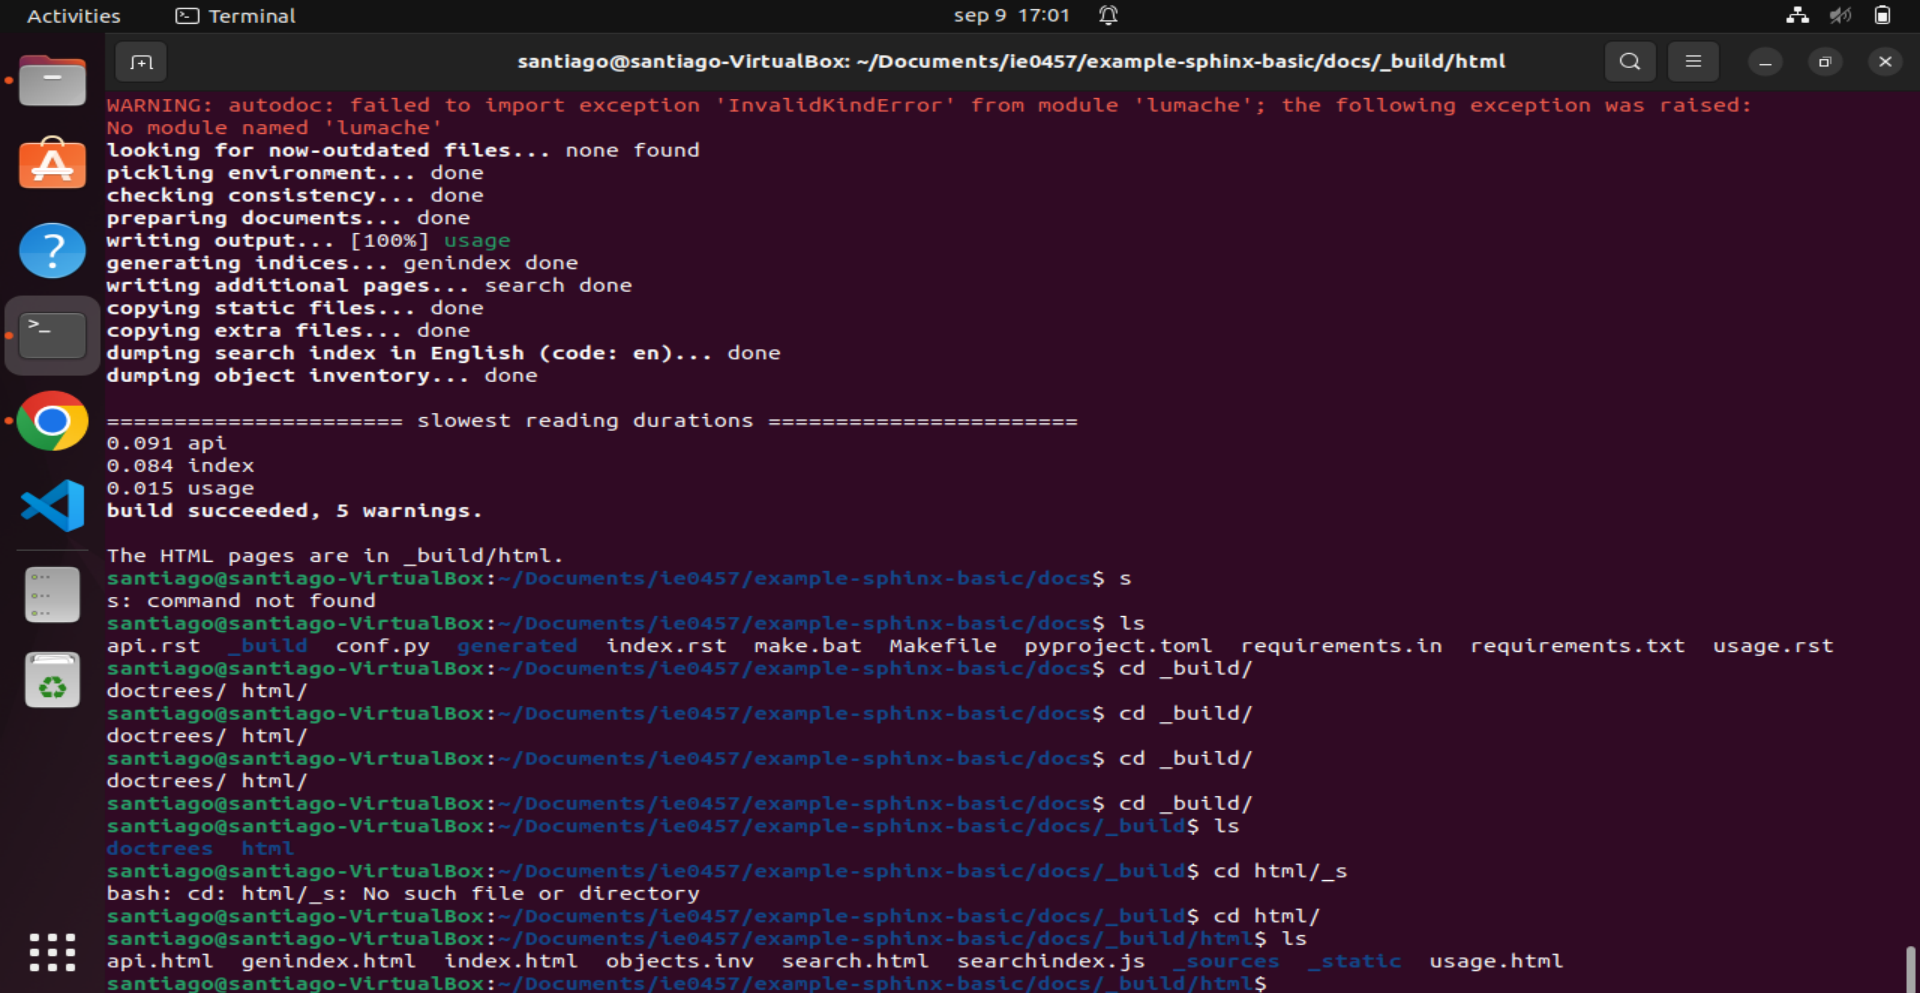 Activities Terminal sep 9 17:01
santiago@santiago-VirtualBox: ~/Documents/ie0457/example-sphinx-basic/docs/_build/html
WARNING: autodoc: failed to import exception 'InvalidKindError' from module 'lumache'; the following exception was raised:
No module named 'lumache'
looking for now-outdated files... none found
pickling environment... done
checking consistency... done
preparing documents... done
writing output... [100%] usage
generating indices... genindex done
writing additional pages... search done
copying static files... done
copying extra files... done
dumping search index in English (code: en)... done
dumping object inventory... done
====================== slowest reading durations =======================
0.091 api
0.084 index
0.015 usage
build succeeded, 5 warnings.
The HTML pages are in _build/html.
santiago@santiago-VirtualBox:~/Documents/ie0457/example-sphinx-basic/docs$ s
s: command not found
santiago@santiago-VirtualBox:~/Documents/ie0457/example-sphinx-basic/docs$ ls
api.rst _build conf.py generated index.rst make.bat Makefile pyproject.toml requirements.in requirements.txt usage.rst
santiago@santiago-VirtualBox:~/Documents/ie0457/example-sphinx-basic/docs$ cd _build/
doctrees/ html/
santiago@santiago-VirtualBox:~/Documents/ie0457/example-sphinx-basic/docs$ cd _build/
doctrees/ html/
santiago@santiago-VirtualBox:~/Documents/ie0457/example-sphinx-basic/docs$ cd _build/
doctrees/ html/
santiago@santiago-VirtualBox:~/Documents/ie0457/example-sphinx-basic/docs$ cd _build/
santiago@santiago-VirtualBox:~/Documents/ie0457/example-sphinx-basic/docs/_build$ ls
doctrees html
santiago@santiago-VirtualBox:~/Documents/ie0457/example-sphinx-basic/docs/_build$ cd html/_s
bash: cd: html/_s: No such file or directory
santiago@santiago-VirtualBox:~/Documents/ie0457/example-sphinx-basic/docs/_build$ cd html/
santiago@santiago-VirtualBox:~/Documents/ie0457/example-sphinx-basic/docs/_build/html$ ls
api.html genindex.html index.html objects.inv search.html searchindex.js _sources _static usage.html
santiago@santiago-VirtualBox:~/Documents/ie0457/example-sphinx-basic/docs/_build/html$